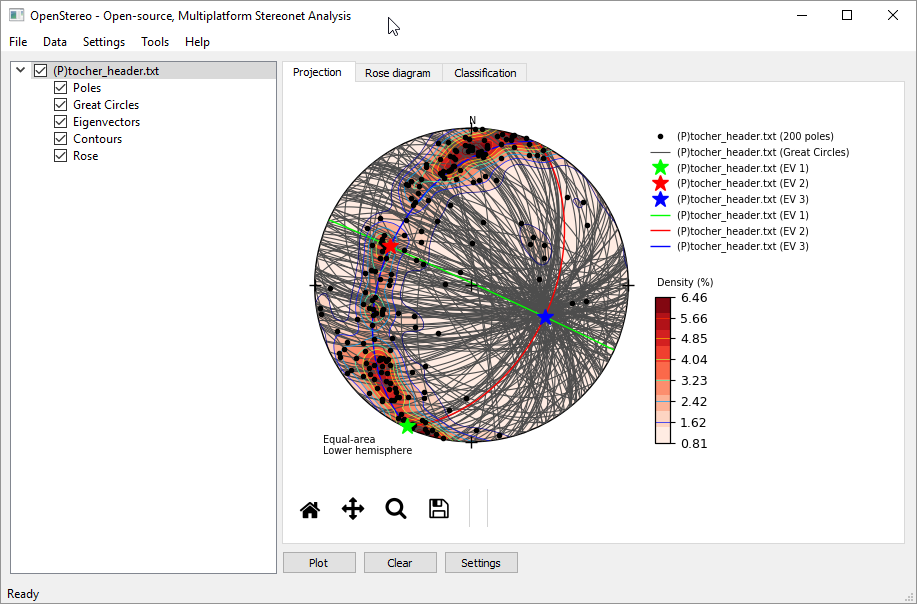 OpenStereo - Open-source, Multiplatform Stereonet Analysis
File Data Settings Tools Help
(P)tocher_header.txt
Poles
Great Circles
Eigenvectors
Contours
Rose
Projection Rose diagram Classification
N
(P)tocher_header.txt (200 poles)
(P)tocher_header.txt (Great Circles)
(P)tocher_header.txt (EV 1)
(P)tocher_header.txt (EV 2)
(P)tocher_header.txt (EV 3)
(P)tocher_header.txt (EV 1)
(P)tocher_header.txt (EV 2)
(P)tocher_header.txt (EV 3)
Density (%)
6.46
5.66
4.85
4.04
3.23
2.42
1.62
0.81
Equal-area
Lower hemisphere
Plot Clear Settings
Ready